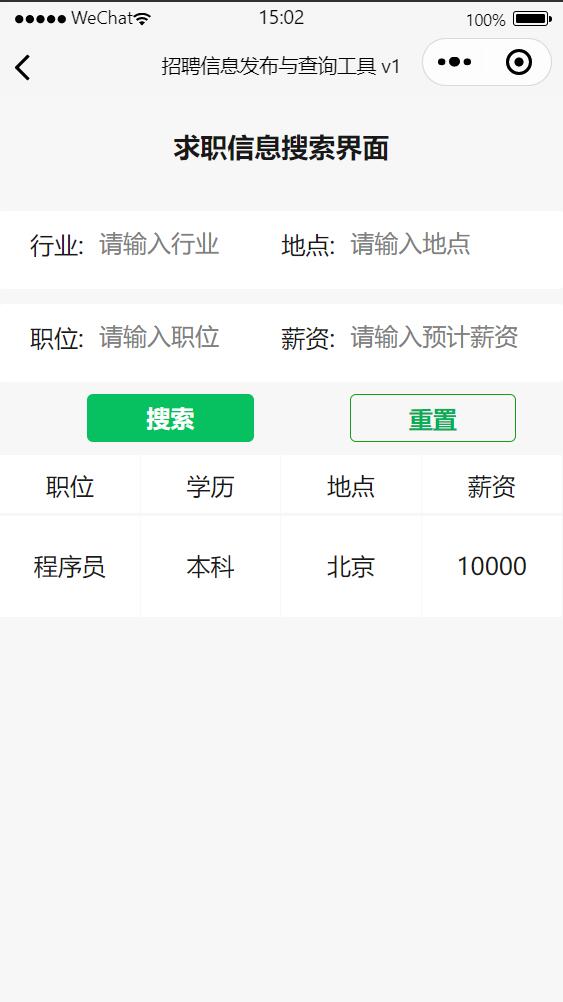 WeChat 15:02 100%
招聘信息发布与查询工具 v1
求职信息搜索界面
行业: 请输入行业 地点: 请输入地点
职位: 请输入职位 薪资: 请输入预计薪资
搜索 重置
职位 学历 地点 薪资
程序员 本科 北京 10000